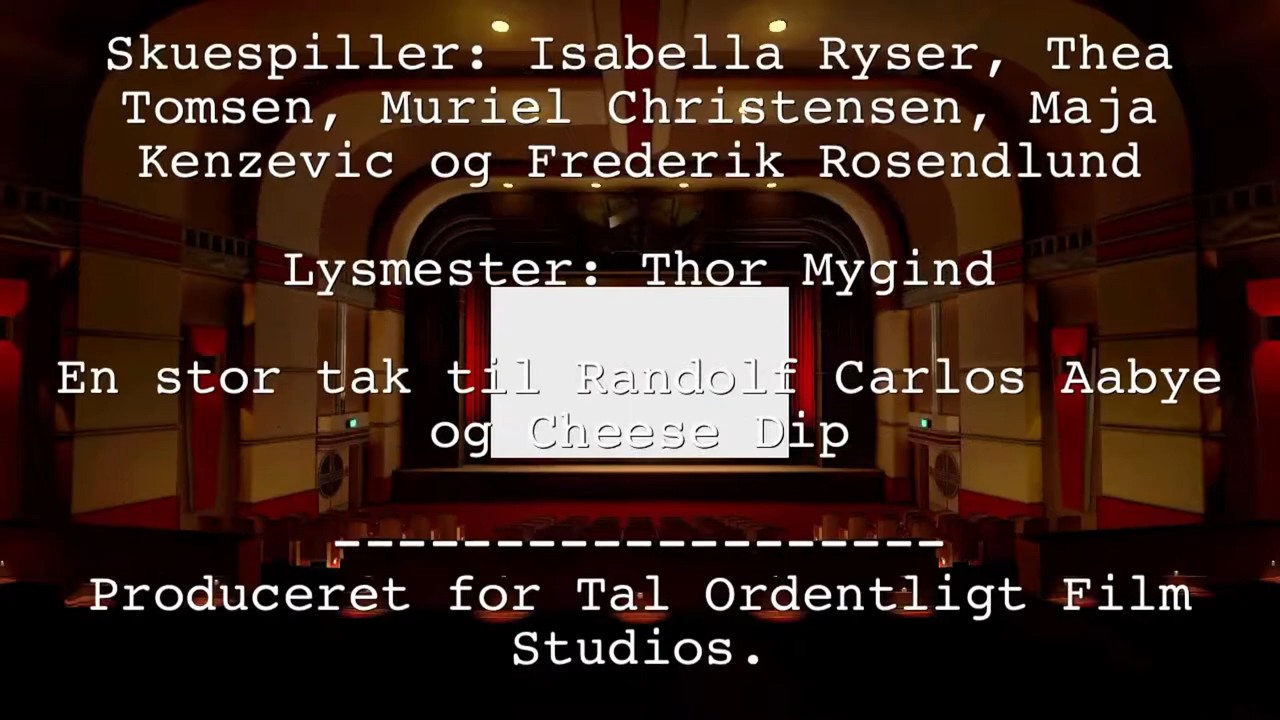 Skuespiller: Isabella Ryser, Thea
Tomsen, Muriel Christensen, Maja
Kenzevic og Frederik Rosendlund
Lysmester: Thor Mygind
En stor tak til Randolf Carlos Aabye
og Cheese Dip
-------------------
Produceret for Tal Ordentligt Film
Studios.